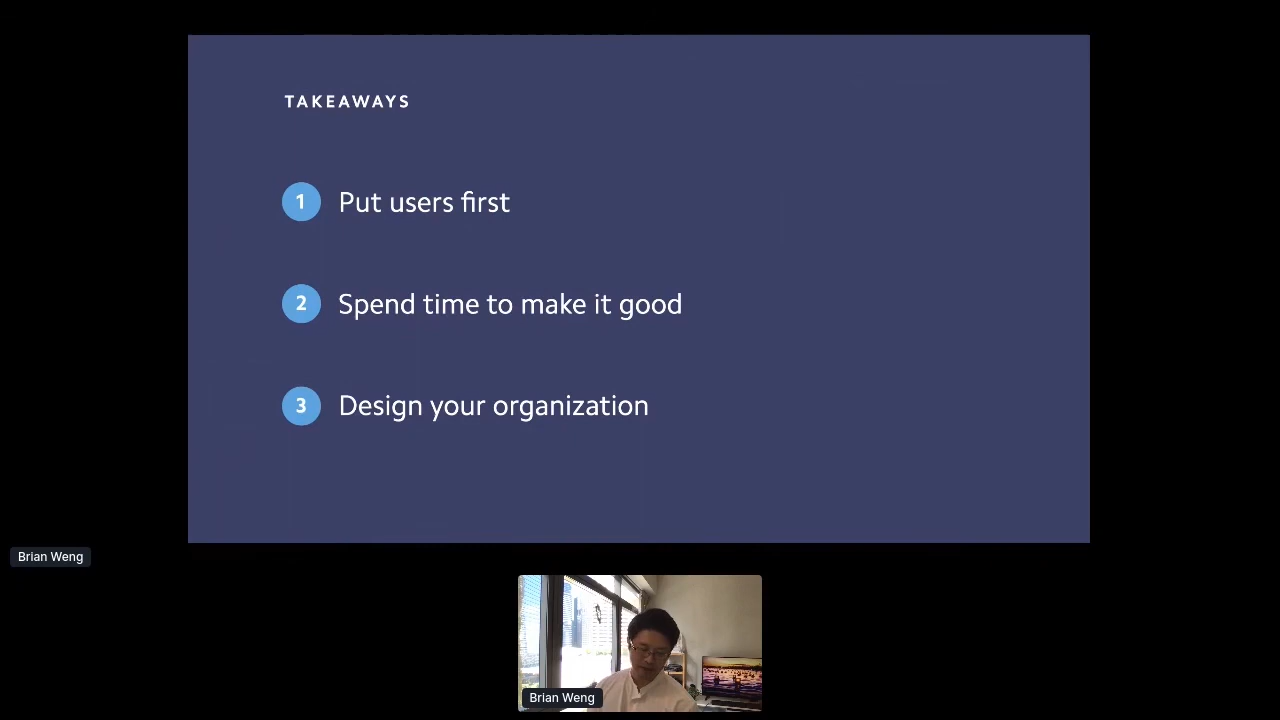 TAKEAWAYS
1 Put users first
2 Spend time to make it good
3 Design your organization
Brian Weng
Brian Weng